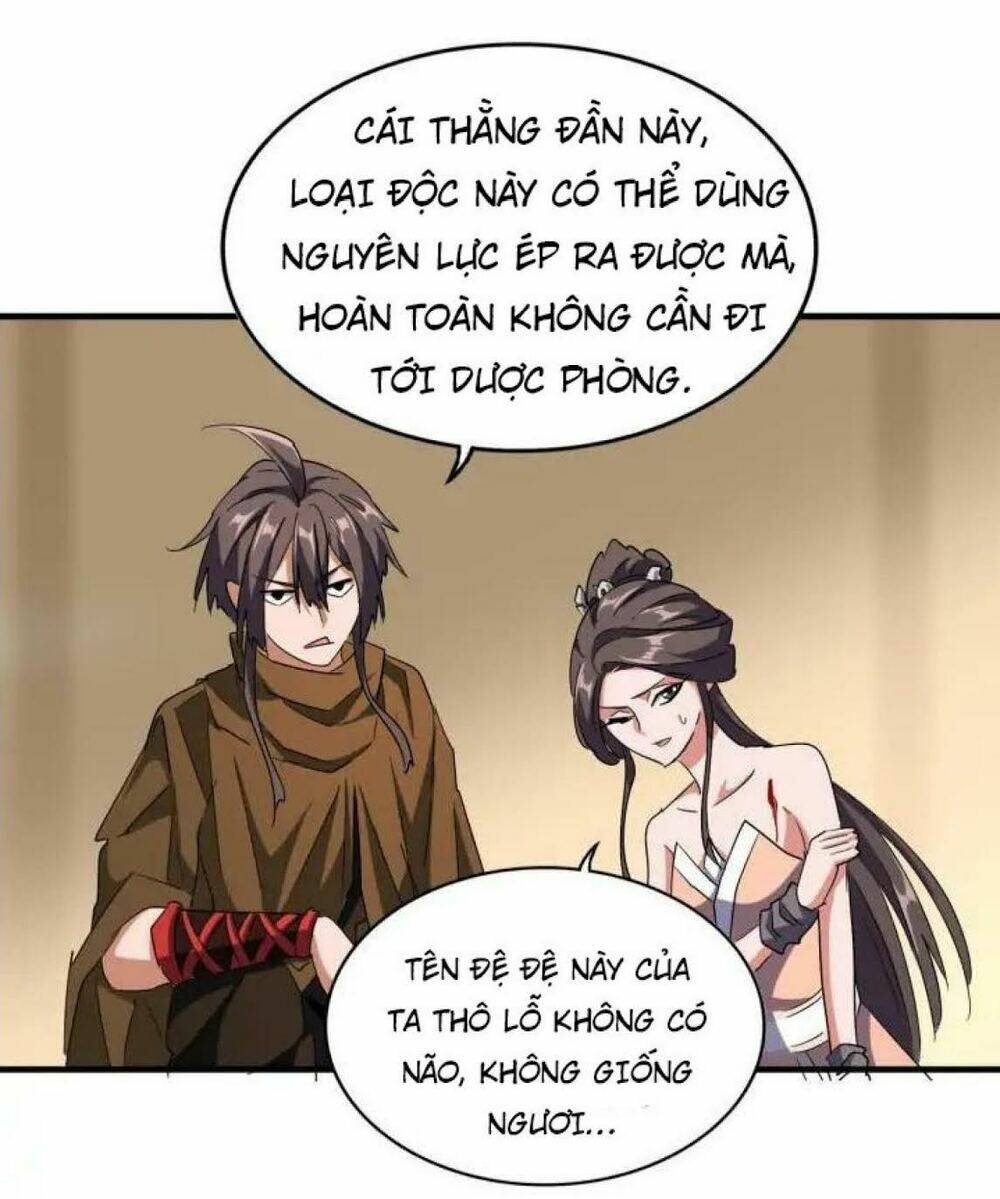 CÁI THẰNG ĐẦN NÀY,
LOẠI ĐỘC NÀY CÓ THỂ DÙNG
NGUYÊN LỰC ÉP RA ĐƯỢC MÀ,
HOÀN TOÀN KHÔNG CẦN ĐI
TỚI DƯỢC PHÒNG.
TÊN ĐỆ ĐỆ NÀY CỦA
TA THÔ LỖ KHÔNG CÓ
NÃO, KHÔNG GIỐNG
NGƯƠI...